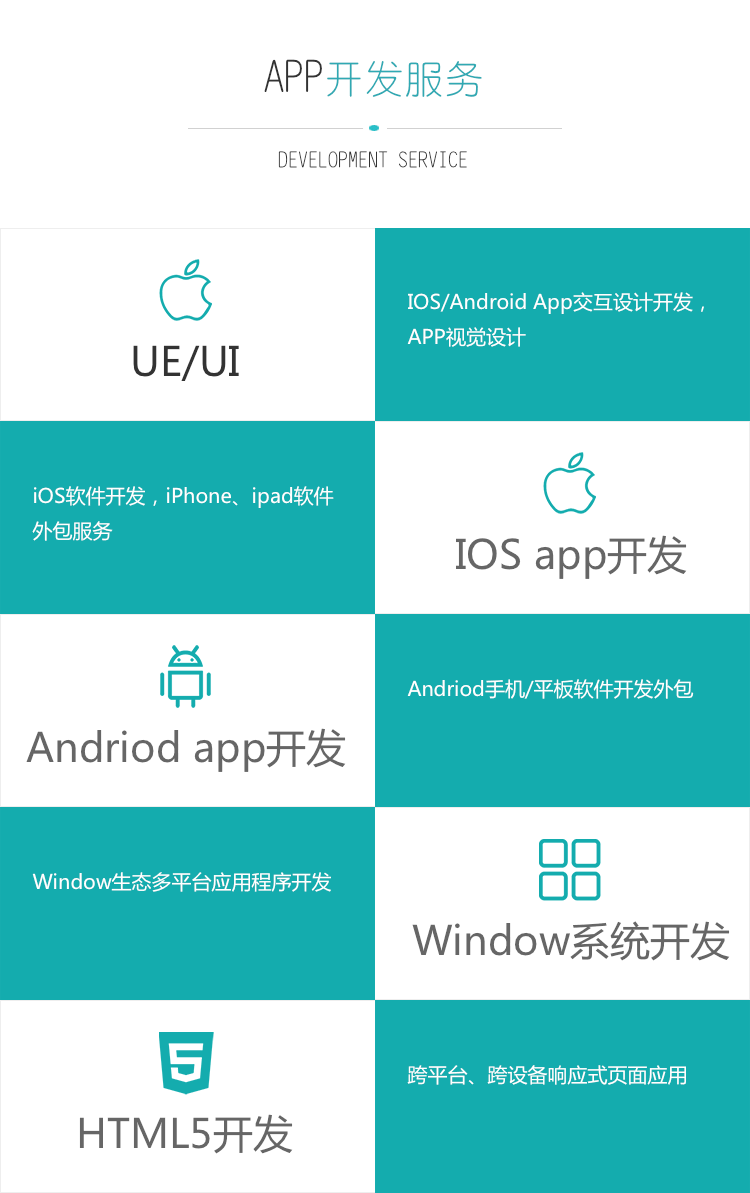 APP开发服务
DEVELOPMENT SERVICE
UE/UI
IOS/Android App交互设计开发，
APP视觉设计
iOS软件开发，iPhone、ipad软件
外包服务
IOS app开发
Andriod app开发
Andriod手机/平板软件开发外包
Window生态多平台应用程序开发
Window系统开发
HTML5开发
跨平台、跨设备响应式页面应用